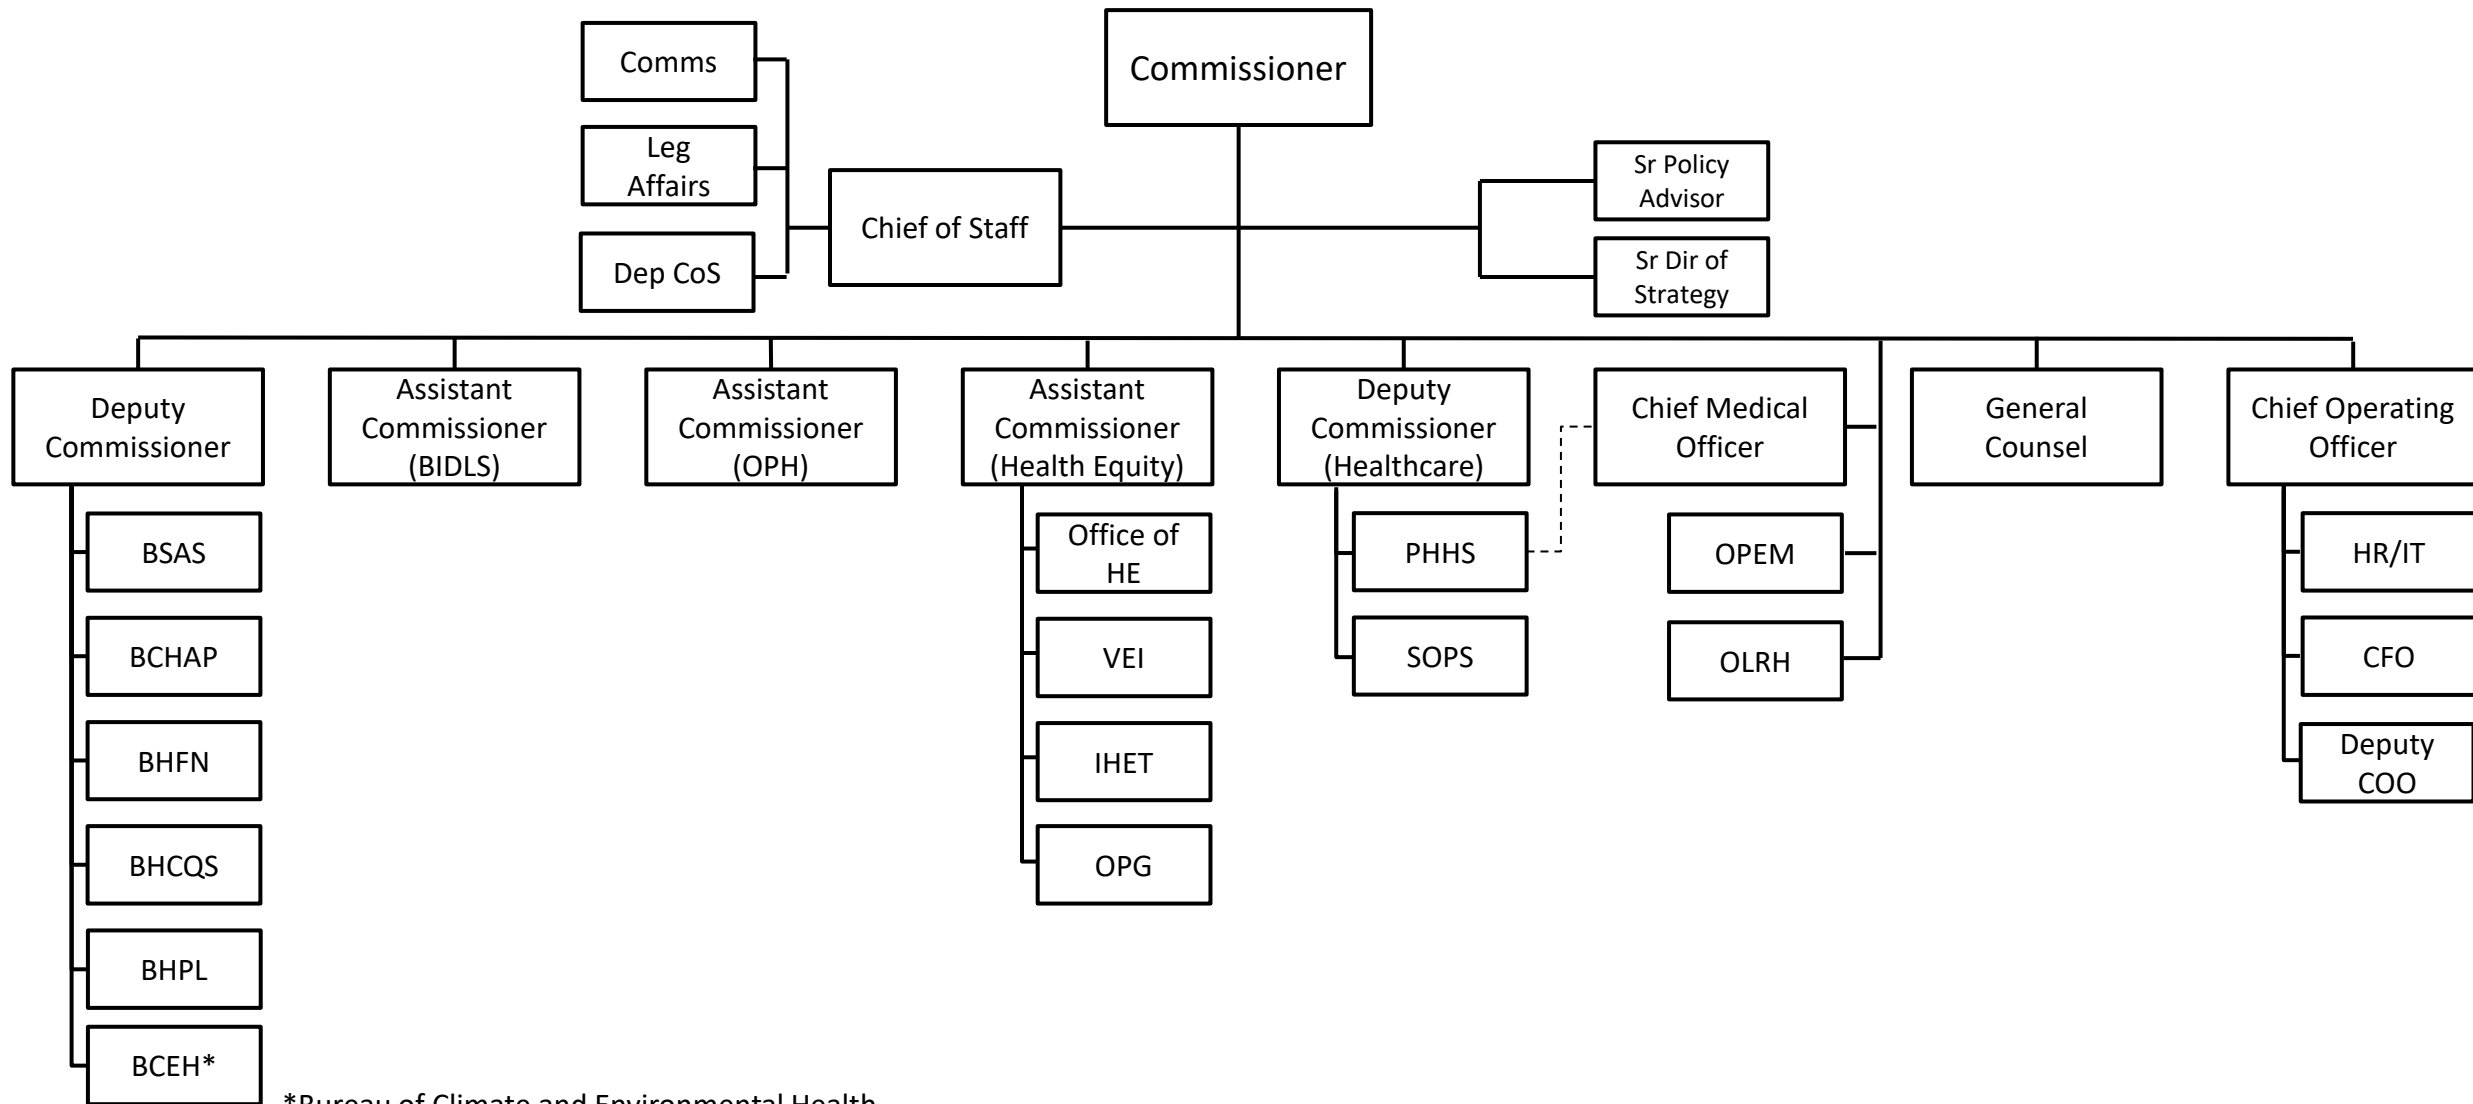 Comms
Commissioner
Leg
Affairs
Sr Policy
Advisor
Chief of Staff
Dep CoS
Sr Dir of
Strategy
Deputy
Commissioner
Assistant
Commissioner
(BIDLS)
Assistant
Commissioner
(OPH)
Assistant
Commissioner
(Health Equity)
Deputy
Commissioner
(Healthcare)
Chief Medical
Officer
General
Counsel
Chief Operating
Officer
BSAS
BCHAP
BHFN
BHCQS
BHPL
BCEH*
Office of
HE
VEI
IHET
OPG
PHHS
SOPS
OPEM
OLRH
HR/IT
CFO
Deputy
COO
*Bureau of Climate and Environmental Health